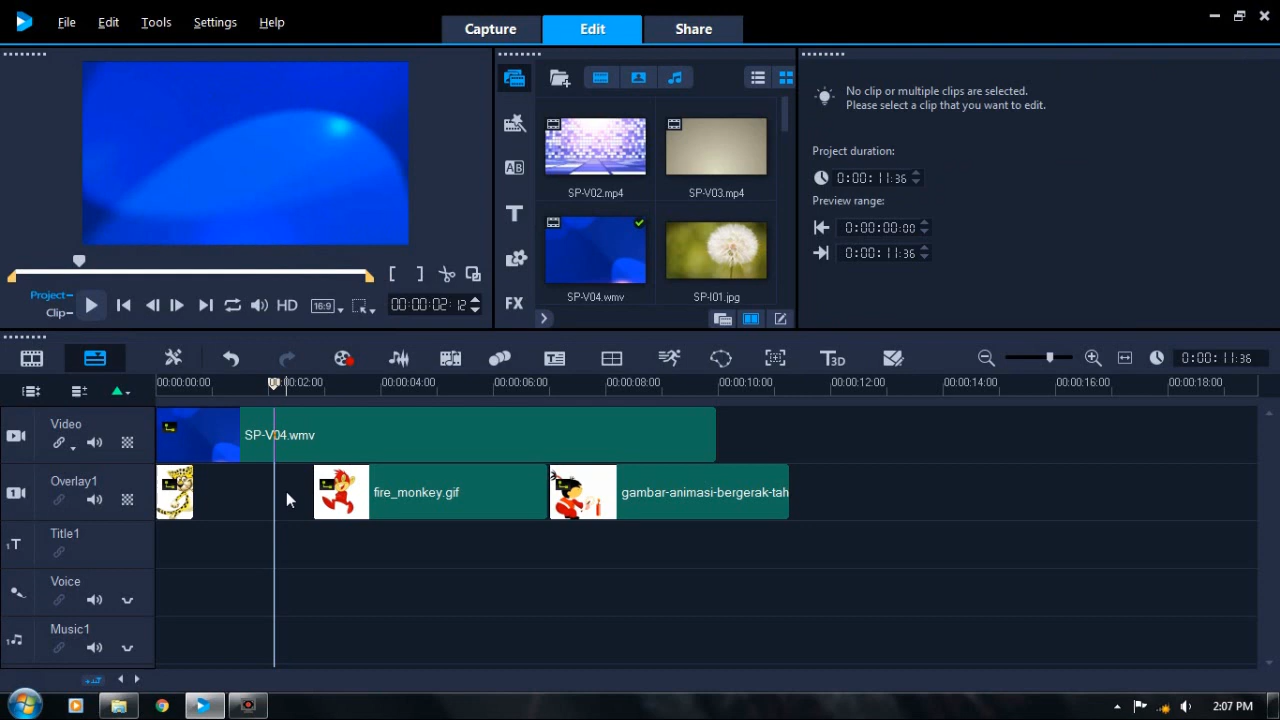 File Edit Tools Settings Help
Capture Edit Share
SP-V02.mp4 SP-V03.mp4
SP-V04.wmv SP-I01.jpg
AB
T
FX
No clip or multiple clips are selected.
Please select a clip that you want to edit.
Project duration:
0:00:11:36
Preview range:
0:00:00:00
0:00:11:36
Project-
Clip-
HD
16:9
00:00:02:12
T3D
0:00:11:36
00:00:00:00 00:00:02:00 00:00:04:00 00:00:06:00 00:00:08:00 00:00:10:00 00:00:12:00 00:00:14:00 00:00:16:00 00:00:18:00
Video
SP-V04.wmv
Overlay1
fire_monkey.gif
gambar-animasi-bergerak-tah
Title1
Voice
Music1
2:07 PM